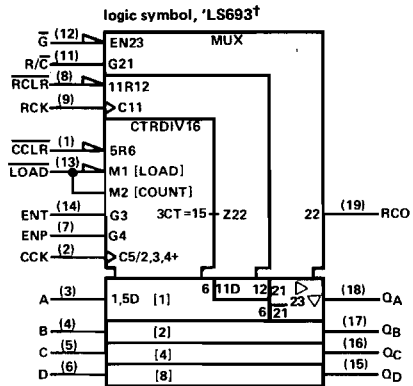 logic symbol, 'LS693†
MUX
G (12) EN23
R/C (11) G21
RCLR (8) 11R12
RCK (9) C11
CTRDIV16
CCLR (1) 5R6
LOAD (13) M1 [LOAD]
M2 [COUNT]
ENT (14) G3 3CT=15 Z22 22 (19) RCO
ENP (7) G4
CCK (2) C5/2,3,4+
A (3) 1,5D [1] 6 11D 12 21 23 (18) QA
6 21
B (4) [2] (17) QB
C (5) [4] (16) QC
D (6) [8] (15) QD